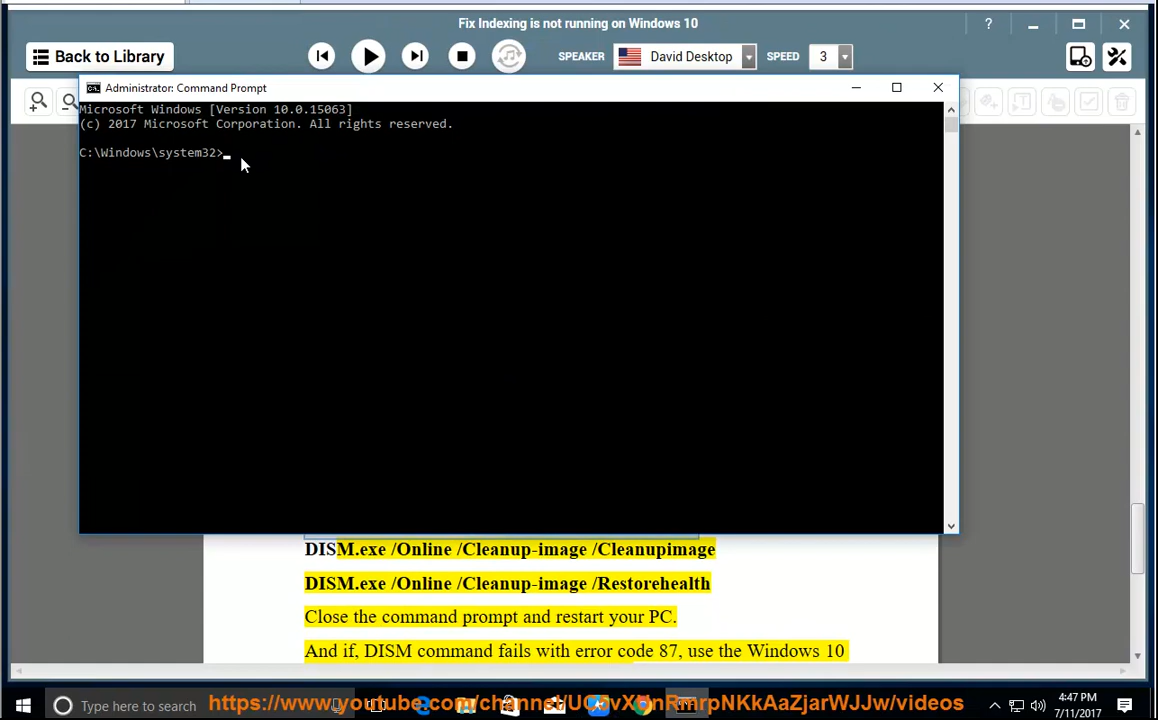 Fix Indexing is not running on Windows 10
?
Back to Library
SPEAKER David Desktop SPEED 3
Administrator: Command Prompt
Microsoft Windows [Version 10.0.15063]
(c) 2017 Microsoft Corporation. All rights reserved.
C:\Windows\system32>
DISM.exe /Online /Cleanup-image /Cleanupimage
DISM.exe /Online /Cleanup-image /Restorehealth
Close the command prompt and restart your PC.
And if, DISM command fails with error code 87, use the Windows 10
Type here to search
4:47 PM
7/11/2017